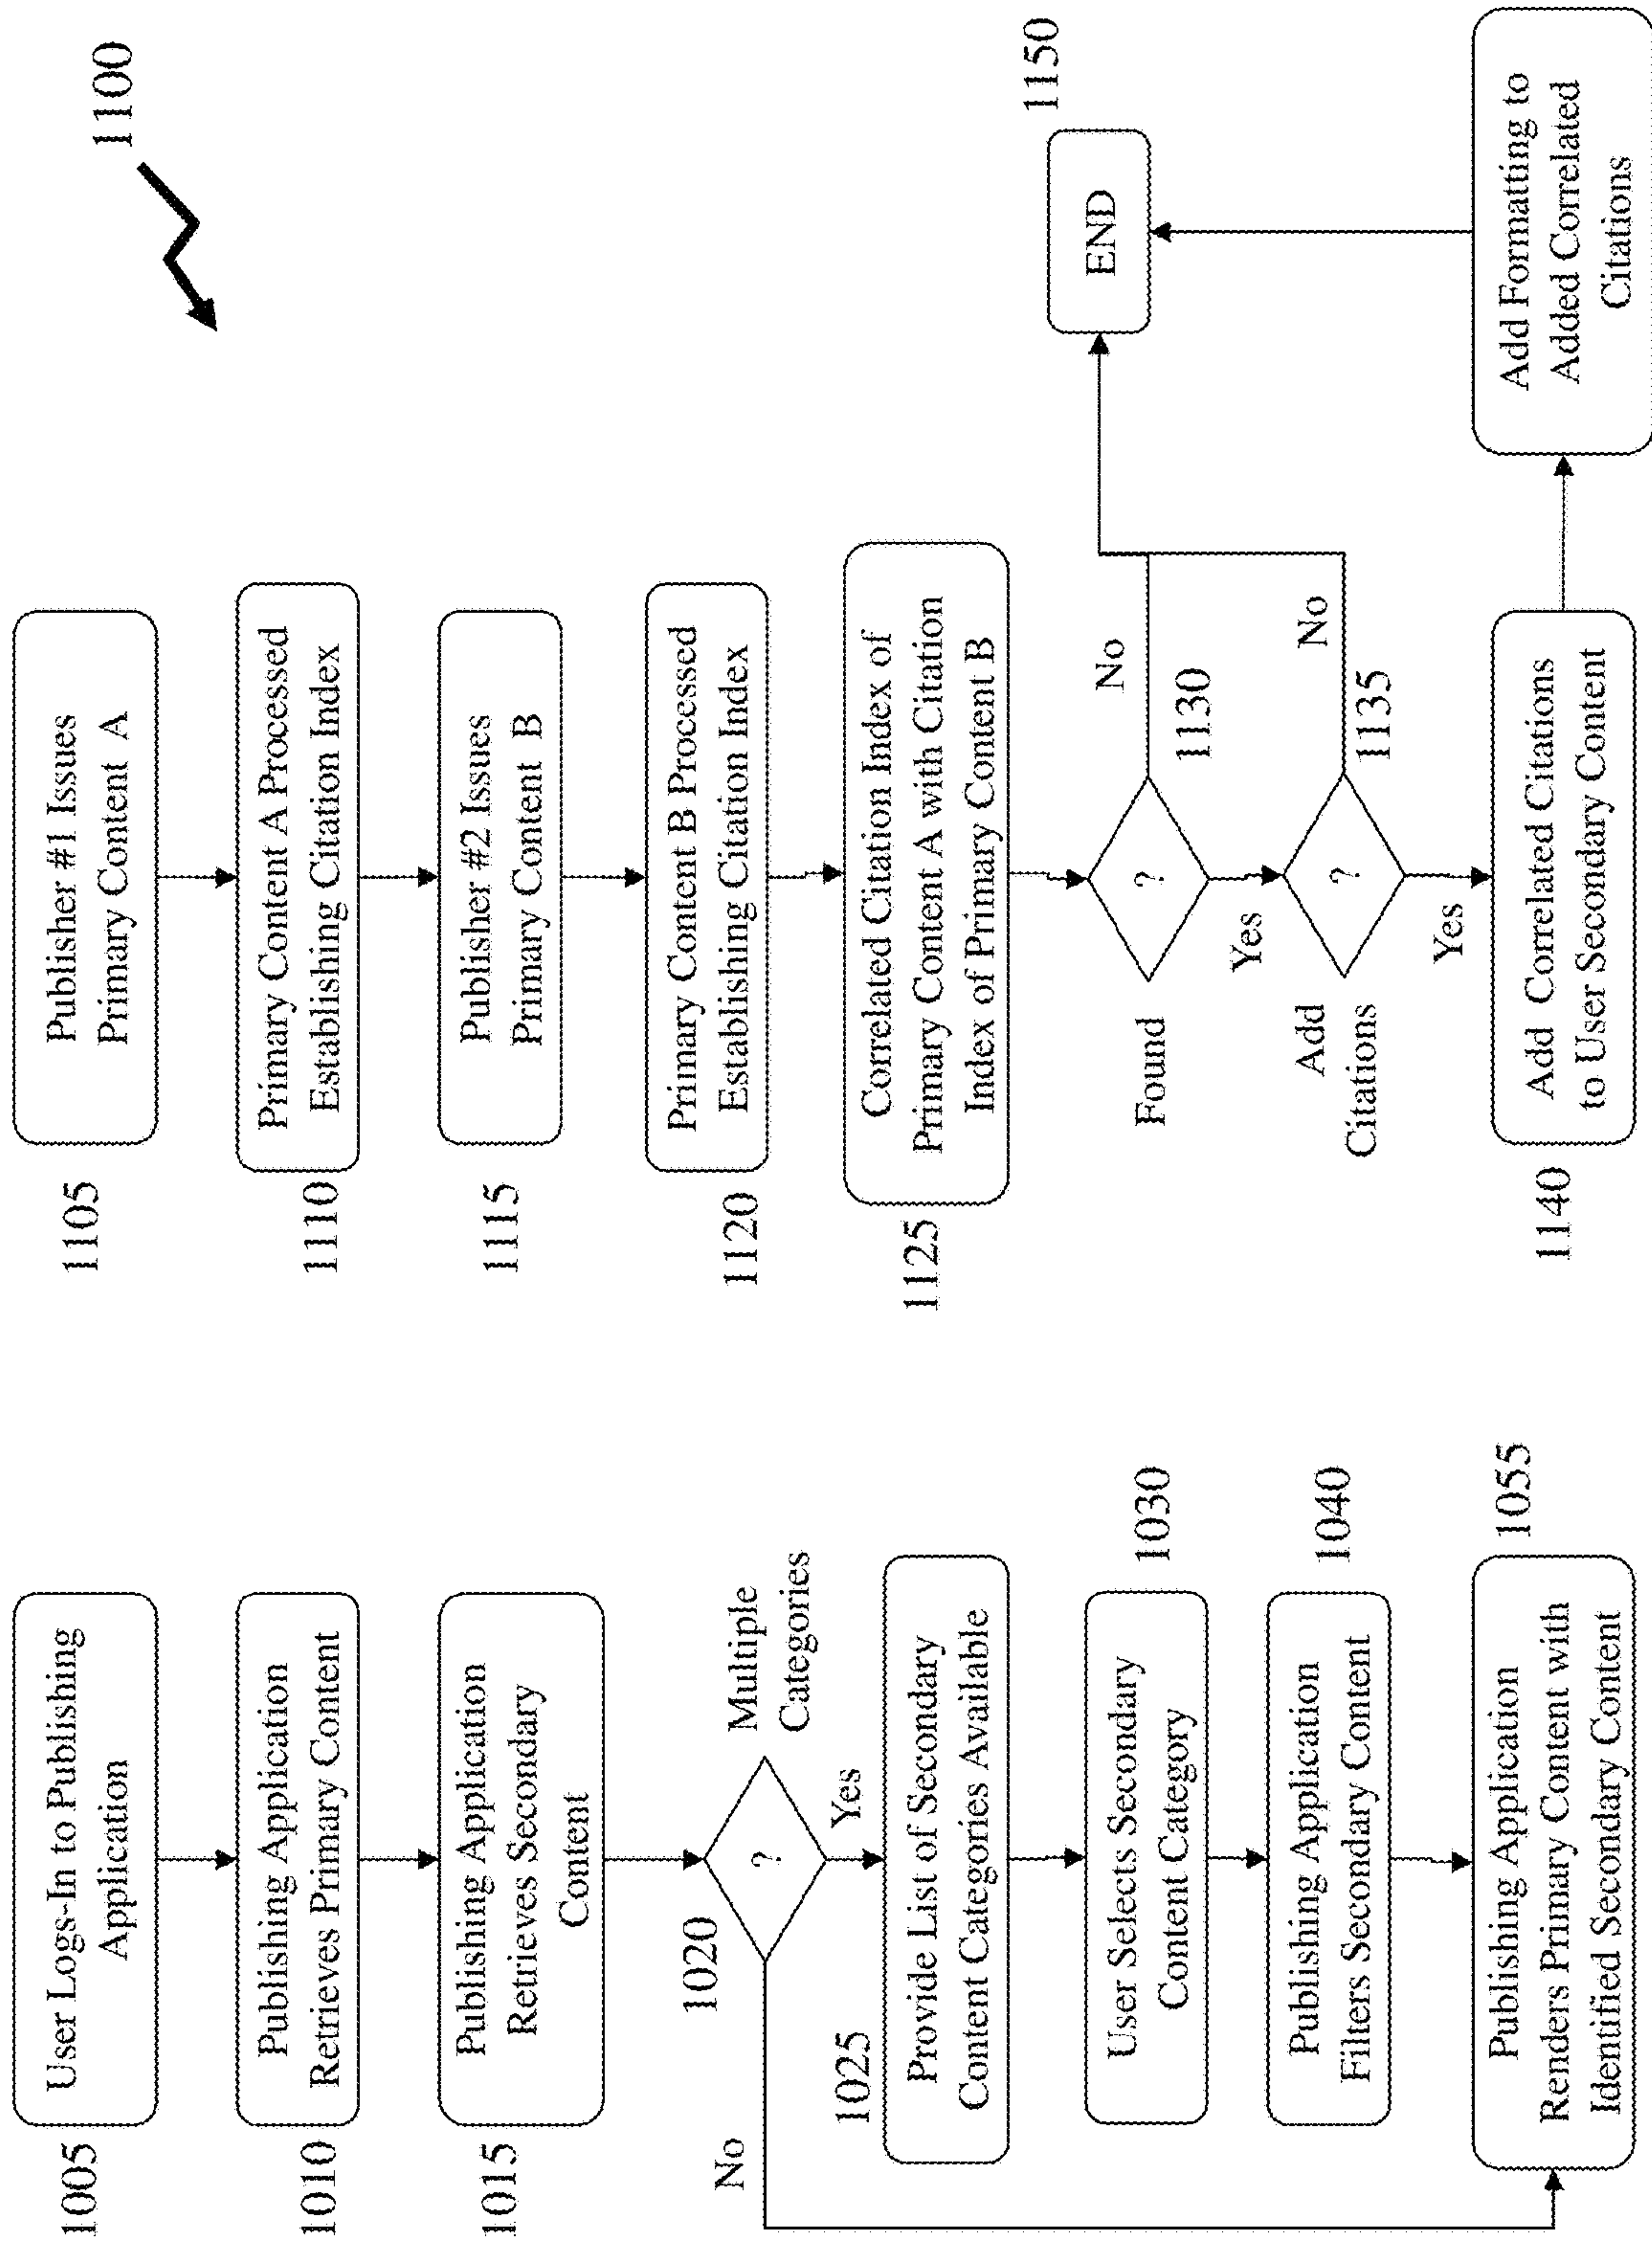 1005
User Logs-In to Publishing
Application
1010
Publishing Application
Retrieves Primary Content
1015
Publishing Application
Retrieves Secondary
Content
1020
?
Multiple
Categories
No
Yes
1025
Provide List of Secondary
Content Categories Available
User Selects Secondary
Content Category
1030
Publishing Application
Filters Secondary Content
1040
Publishing Application
Renders Primary Content with
Identified Secondary Content
1055
1100
1105
Publisher #1 Issues
Primary Content A
1110
Primary Content A Processed
Establishing Citation Index
1115
Publisher #2 Issues
Primary Content B
1120
Primary Content B Processed
Establishing Citation Index
1125
Correlated Citation Index of
Primary Content A with Citation
Index of Primary Content B
Found
?
No
1130
Yes
Add
Citations
?
No
1135
Yes
1140
Add Correlated Citations
to User Secondary Content
Add Formatting to
Added Correlated
Citations
END
1150